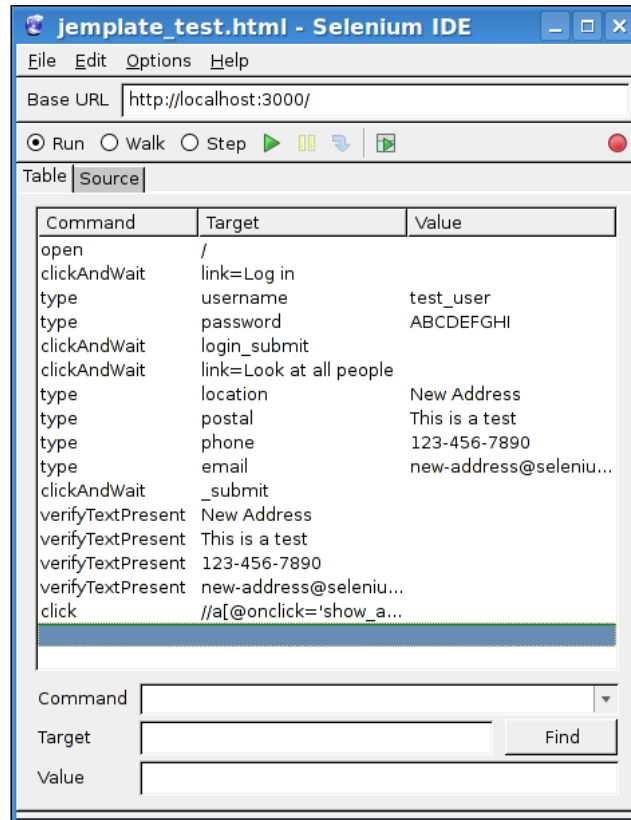 jemplate_test.html - Selenium IDE
File Edit Options Help
Base URL http://localhost:3000/
Run Walk Step
Table Source
Command Target Value
open /
clickAndWait link=Log in
type username test_user
type password ABCDEFGHI
clickAndWait login_submit
clickAndWait link=Look at all people
type location New Address
type postal This is a test
type phone 123-456-7890
type email new-address@seleniu...
clickAndWait _submit
verifyTextPresent New Address
verifyTextPresent This is a test
verifyTextPresent 123-456-7890
verifyTextPresent new-address@seleniu...
click //a[@onclick='show_a...
Command
Target Find
Value